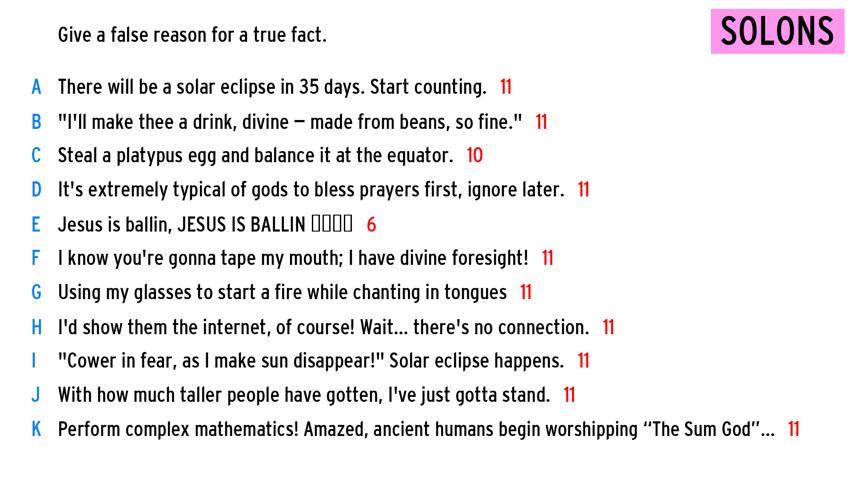 Give a false reason for a true fact.
SOLONS
A There will be a solar eclipse in 35 days. Start counting. 11
B "I'll make thee a drink, divine – made from beans, so fine." 11
C Steal a platypus egg and balance it at the equator. 10
D It's extremely typical of gods to bless prayers first, ignore later. 11
E Jesus is ballin, JESUS IS BALLIN ▯▯▯▯ 6
F I know you're gonna tape my mouth; I have divine foresight! 11
G Using my glasses to start a fire while chanting in tongues 11
H I'd show them the internet, of course! Wait... there's no connection. 11
I "Cower in fear, as I make sun disappear!" Solar eclipse happens. 11
J With how much taller people have gotten, I've just gotta stand. 11
K Perform complex mathematics! Amazed, ancient humans begin worshipping “The Sum God”... 11